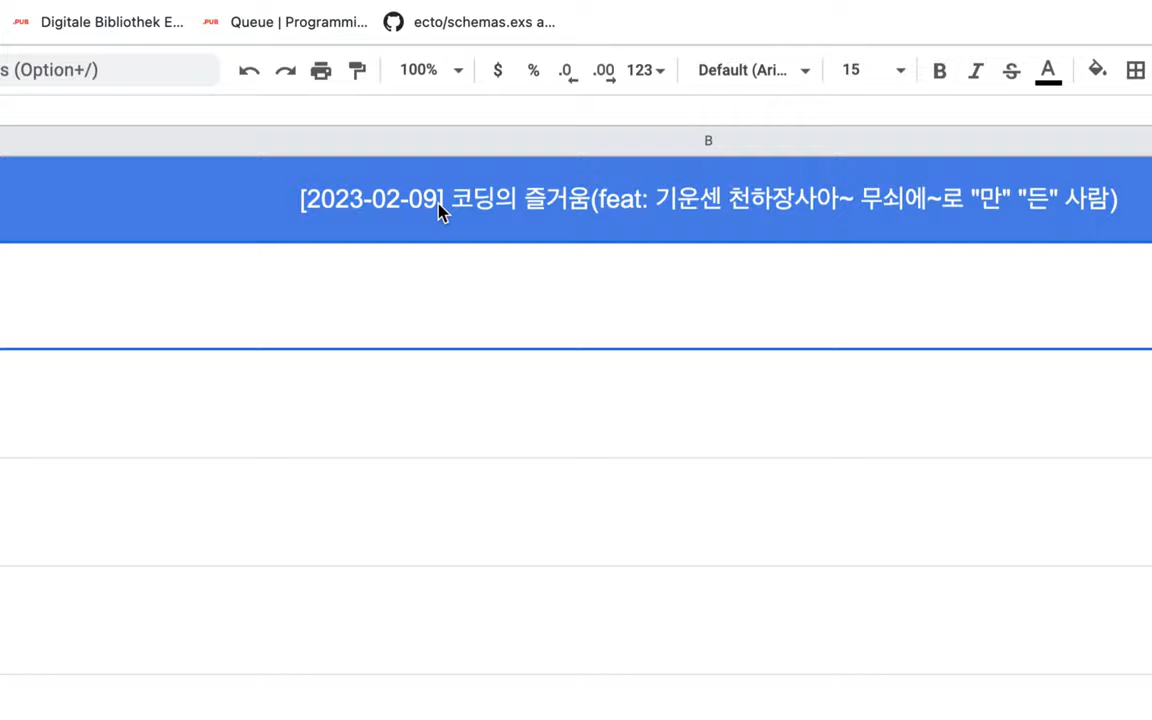 .PUB Digitale Bibliothek E... .PUB Queue | Programmi... ecto/schemas.exs a...
s (Option+/) 100% $ % .0 .00 123 Default (Ari... 15 B I S A
B
[2023-02-09] 코딩의 즐거움(feat: 기운센 천하장사아~ 무쇠에~로 "만" "든" 사람)